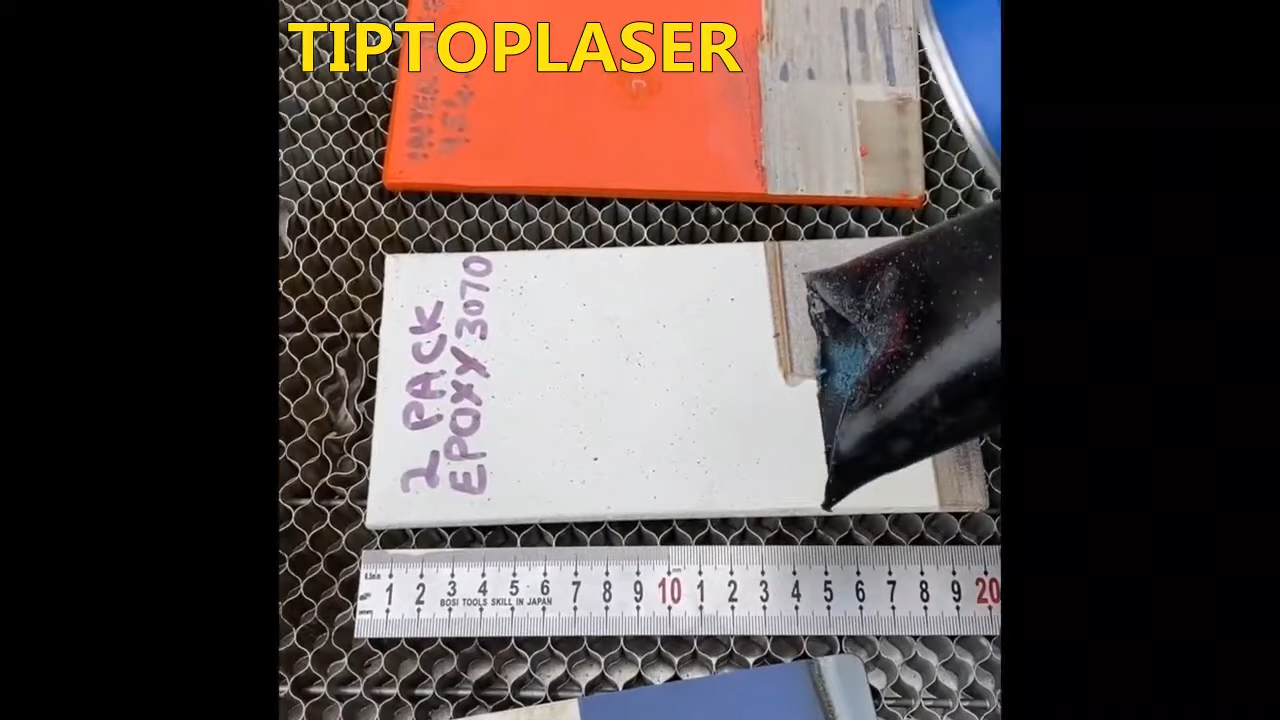 TIPTOPLASER
2 PACK
EPOXY 3070
1 2 3 4 5 6 7 8 9 10 1 2 3 4 5 6 7 8 9 20
BOSI TOOLS SKILL IN JAPAN